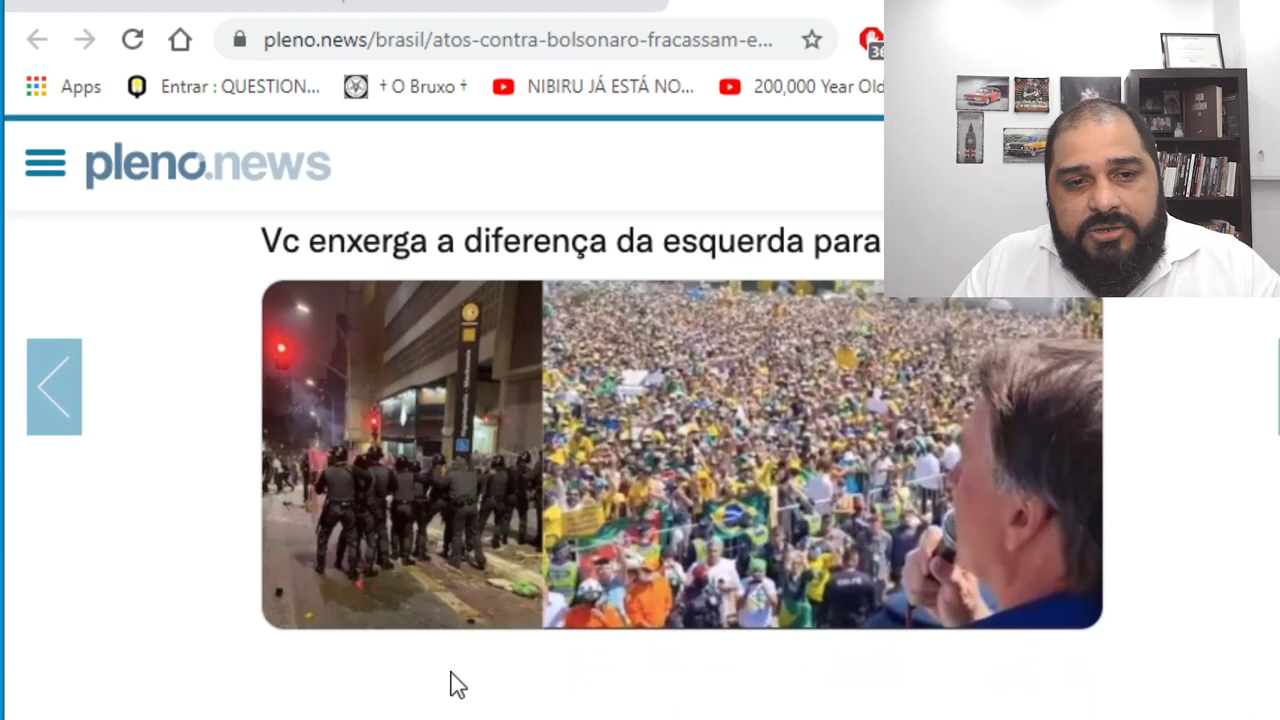 pleno.news/brasil/atos-contra-bolsonaro-fracassam-e...
36
Apps
Entrar : QUESTION...
† O Bruxo †
NIBIRU JÁ ESTÁ NO...
200,000 Year Old
pleno.news
Vc enxerga a diferença da esquerda para